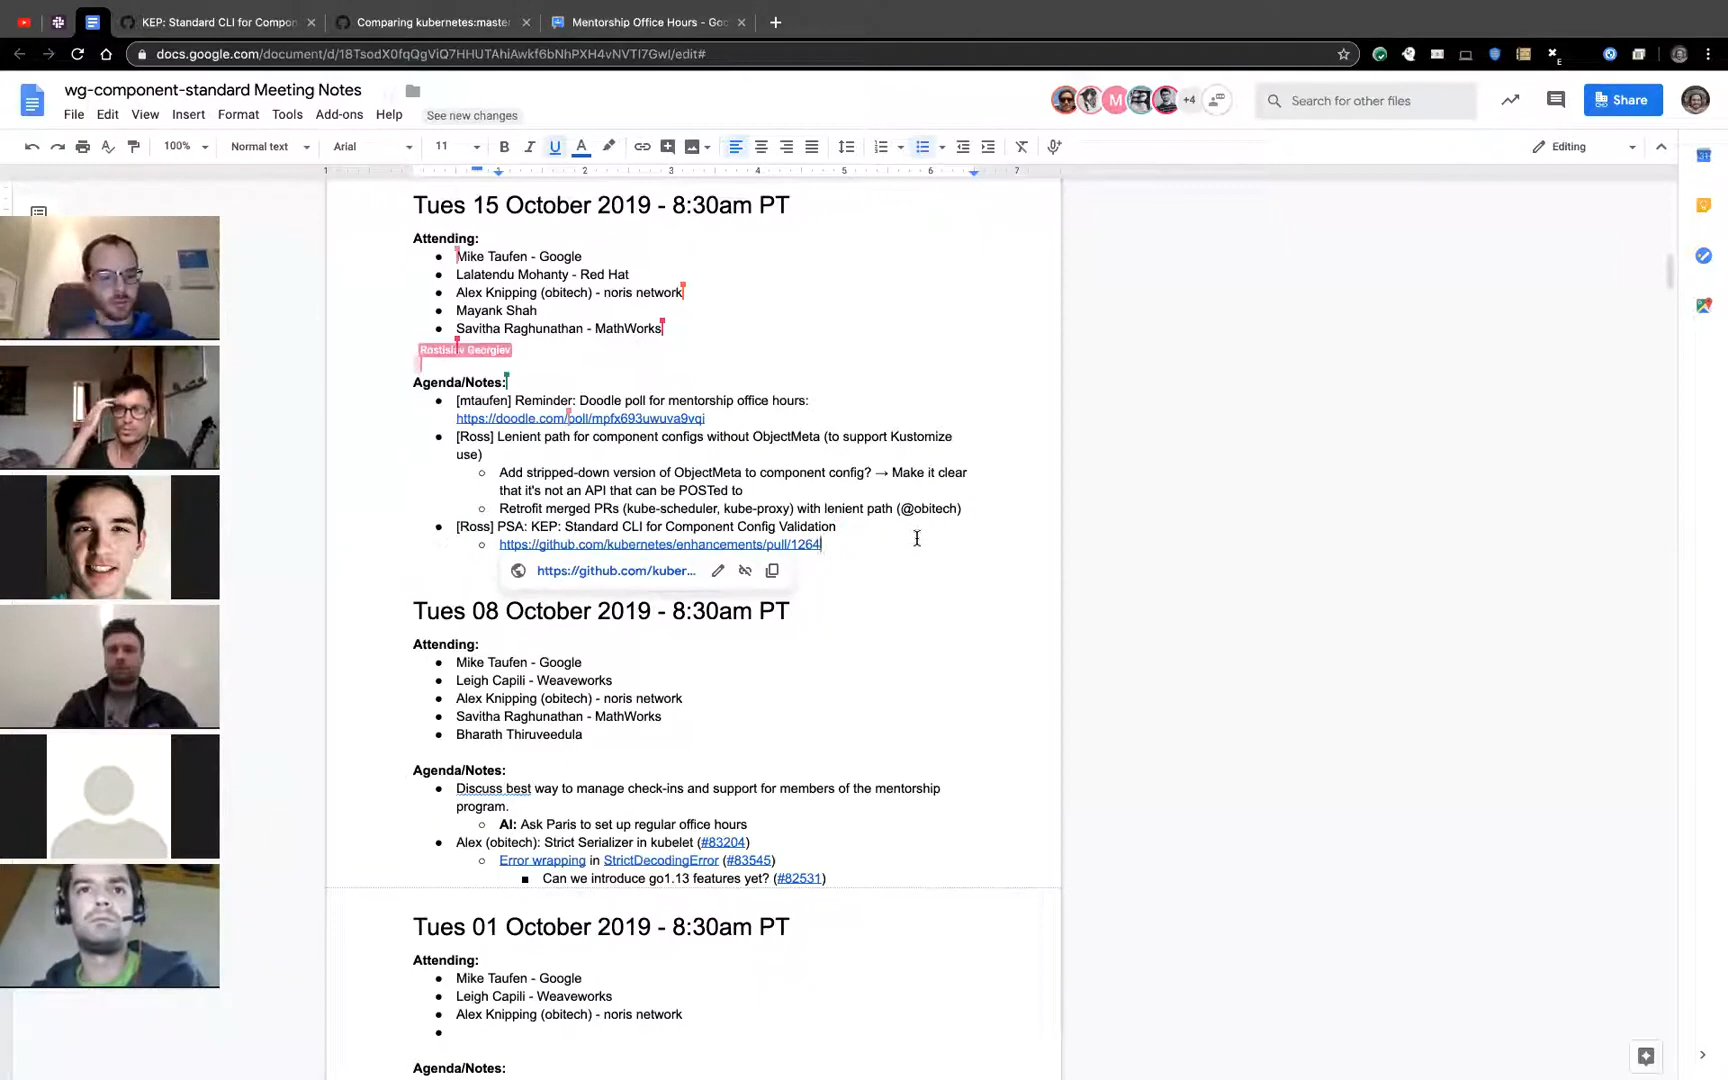 KEP: Standard CLI for Compon
Comparing kubernetes:master
Mentorship Office Hours - Goo
docs.google.com/document/d/18TsodX0fqQgViQ7HHUTAhiAwkf6bNhPXH4vNVTI7GwI/edit#
wg-component-standard Meeting Notes
File Edit View Insert Format Tools Add-ons Help See new changes
M
+4
Search for other files
Share
100% Normal text Arial 11 B I U A Editing
1 1 2 3 4 5 6 7
Tues 15 October 2019 - 8:30am PT
Attending:
● Mike Taufen - Google
● Lalatendu Mohanty - Red Hat
● Alex Knipping (obitech) - noris network
● Mayank Shah
● Savitha Raghunathan - MathWorks
Rostislav Georgiev
Agenda/Notes:
● [mtaufen] Reminder: Doodle poll for mentorship office hours:
https://doodle.com/poll/mpfx693uwuva9vqi
● [Ross] Lenient path for component configs without ObjectMeta (to support Kustomize
use)
○ Add stripped-down version of ObjectMeta to component config? → Make it clear
that it's not an API that can be POSTed to
○ Retrofit merged PRs (kube-scheduler, kube-proxy) with lenient path (@obitech)
● [Ross] PSA: KEP: Standard CLI for Component Config Validation
○ https://github.com/kubernetes/enhancements/pull/1264
https://github.com/kuber...
Tues 08 October 2019 - 8:30am PT
Attending:
● Mike Taufen - Google
● Leigh Capili - Weaveworks
● Alex Knipping (obitech) - noris network
● Savitha Raghunathan - MathWorks
● Bharath Thiruveedula
Agenda/Notes:
● Discuss best way to manage check-ins and support for members of the mentorship
program.
○ AI: Ask Paris to set up regular office hours
● Alex (obitech): Strict Serializer in kubelet (#83204)
○ Error wrapping in StrictDecodingError (#83545)
■ Can we introduce go1.13 features yet? (#82531)
Tues 01 October 2019 - 8:30am PT
Attending:
● Mike Taufen - Google
● Leigh Capili - Weaveworks
● Alex Knipping (obitech) - noris network
●
Agenda/Notes: